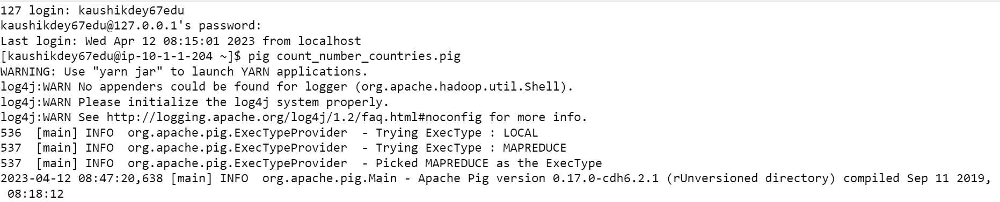 127 login: kaushikdey67edu
kaushikdey67edu@127.0.0.1's password:
Last login: Wed Apr 12 08:15:01 2023 from localhost
[kaushikdey67edu@ip-10-1-1-204 ~]$ pig count_number_countries.pig
WARNING: Use "yarn jar" to launch YARN applications.
log4j:WARN No appenders could be found for logger (org.apache.hadoop.util.Shell).
log4j:WARN Please initialize the log4j system properly.
log4j:WARN See http://logging.apache.org/log4j/1.2/faq.html#noconfig for more info.
536  [main] INFO  org.apache.pig.ExecTypeProvider  - Trying ExecType : LOCAL
537  [main] INFO  org.apache.pig.ExecTypeProvider  - Trying ExecType : MAPREDUCE
537  [main] INFO  org.apache.pig.ExecTypeProvider  - Picked MAPREDUCE as the ExecType
2023-04-12 08:47:20,638 [main] INFO  org.apache.pig.Main - Apache Pig version 0.17.0-cdh6.2.1 (rUnversioned directory) compiled Sep 11 2019,
 08:18:12